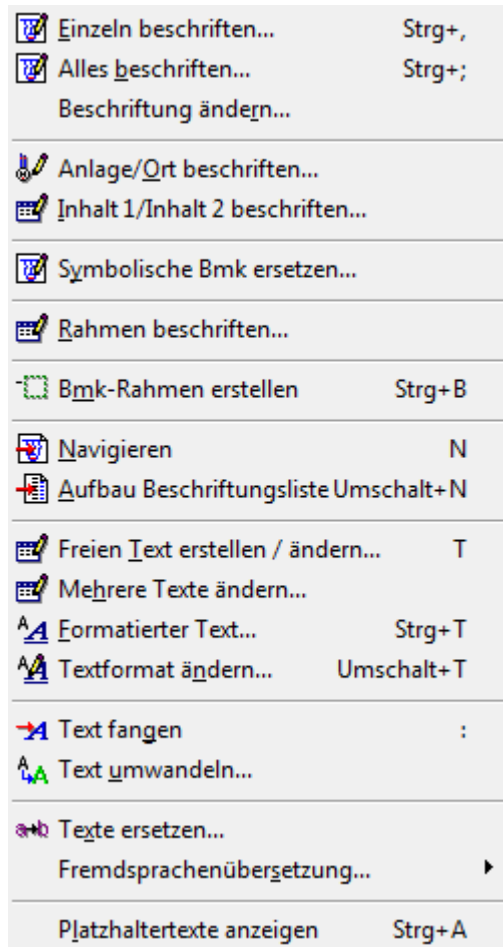 Einzeln beschriften... Strg+,
Alles beschriften... Strg+;
Beschriftung ändern...
Anlage/Ort beschriften...
Inhalt 1/Inhalt 2 beschriften...
Symbolische Bmk ersetzen...
Rahmen beschriften...
Bmk-Rahmen erstellen Strg+B
Navigieren N
Aufbau Beschriftungsliste Umschalt+N
Freien Text erstellen / ändern... T
Mehrere Texte ändern...
Formatierter Text... Strg+T
Textformat ändern... Umschalt+T
Text fangen :
Text umwandeln...
Texte ersetzen...
Fremdsprachenübersetzung...
Platzhaltertexte anzeigen Strg+A